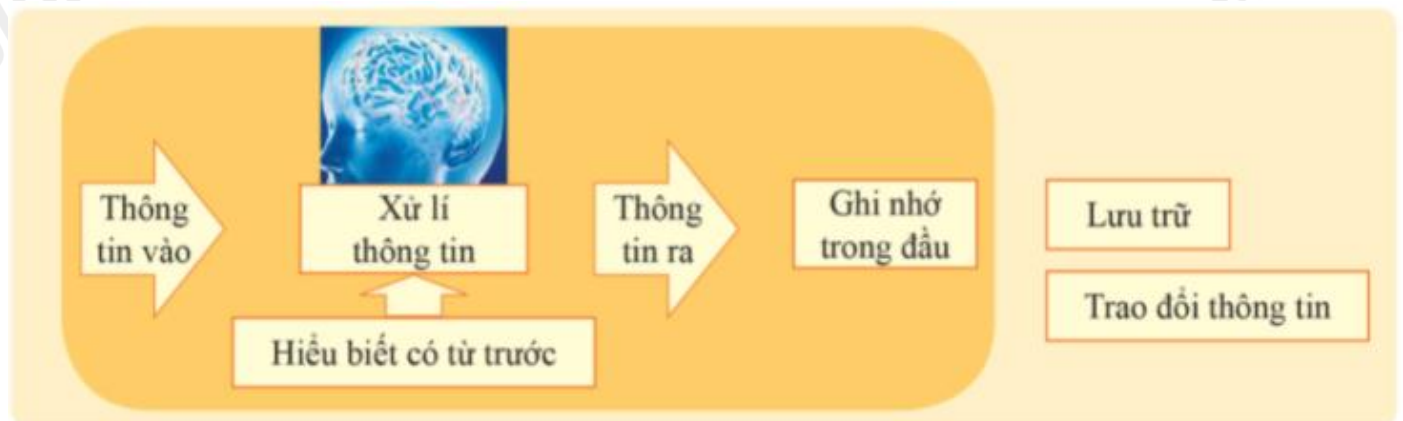 Thông
tin vào
Xử lí
thông tin
Thông
tin ra
Ghi nhớ
trong đầu
Lưu trữ
Trao đổi thông tin
Hiểu biết có từ trước